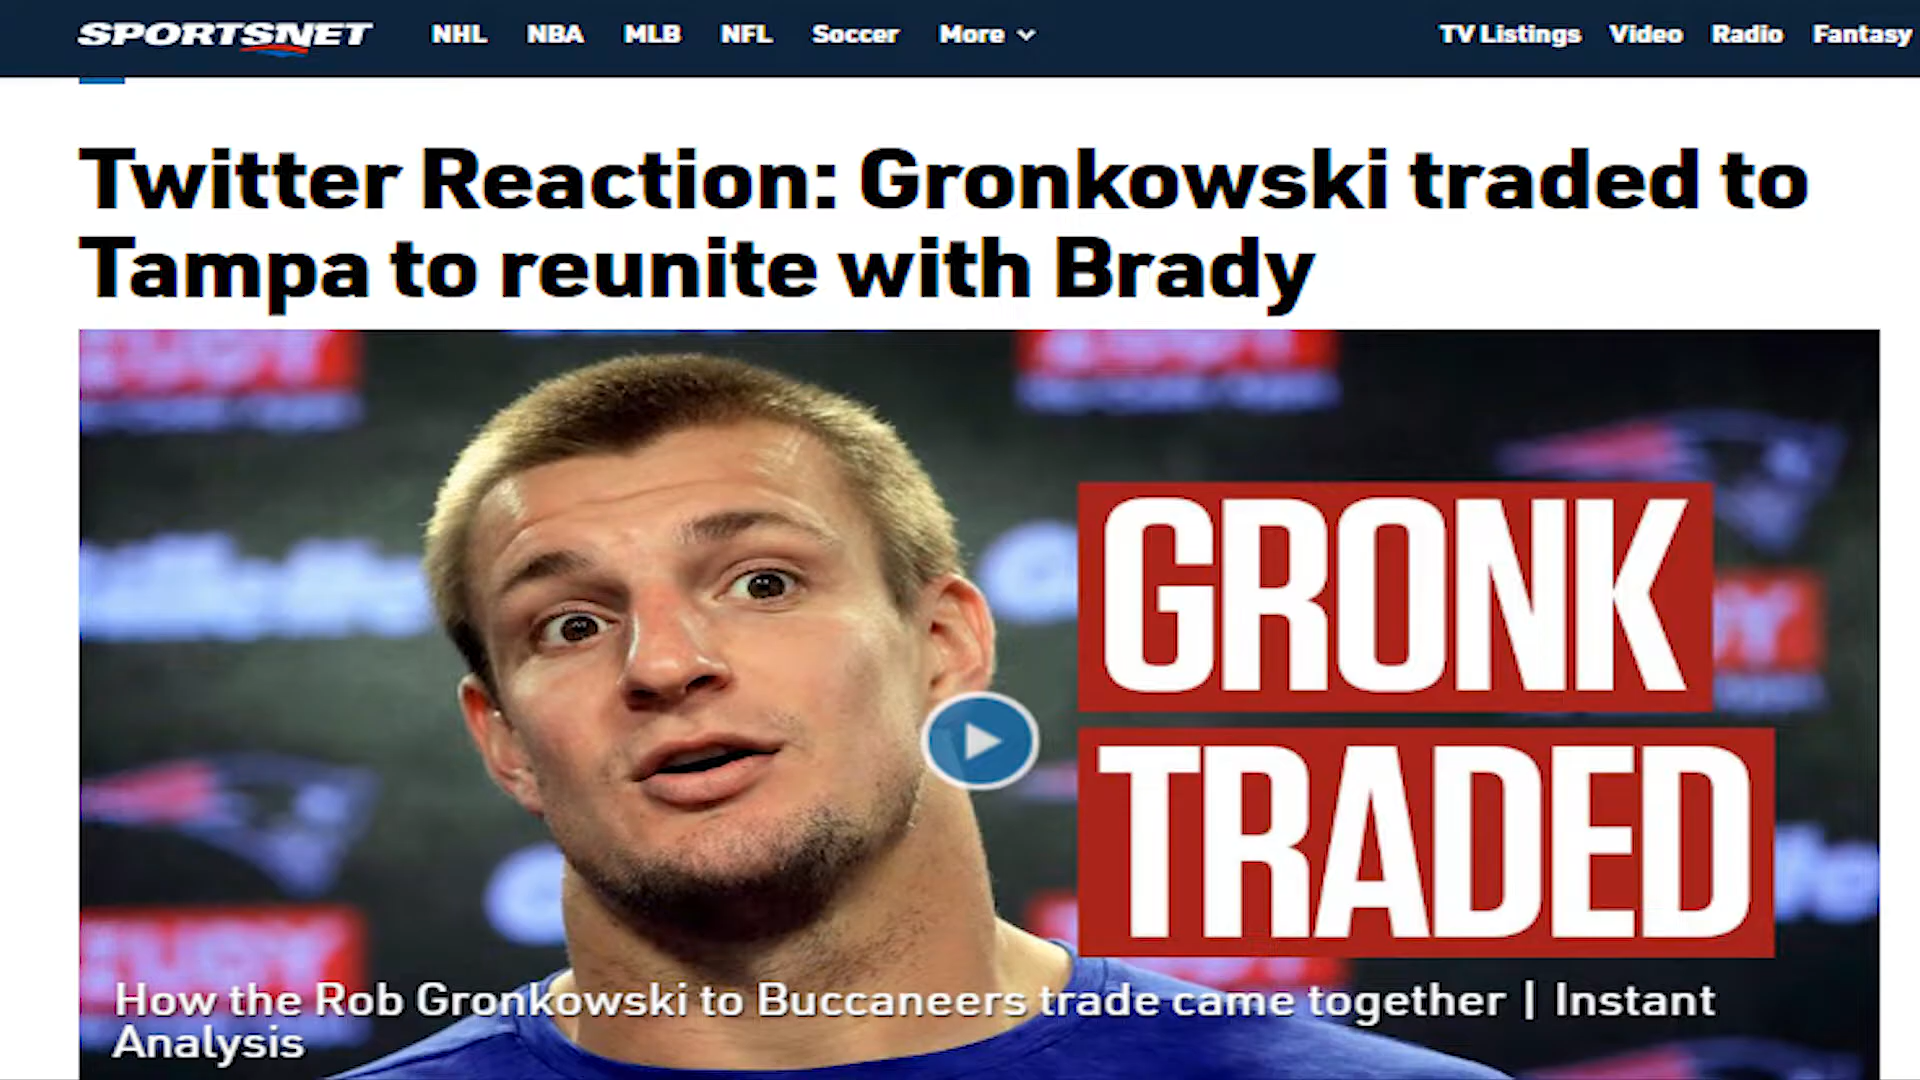 SPORTSNET NHL NBA MLB NFL Soccer More TV Listings Video Radio Fantasy
Twitter Reaction: Gronkowski traded to
Tampa to reunite with Brady
GRONK
TRADED
How the Rob Gronkowski to Buccaneers trade came together | Instant
Analysis